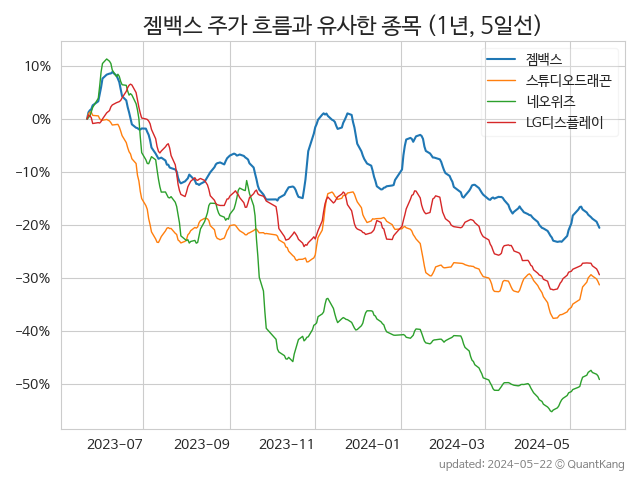 젬백스 주가 흐름과 유사한 종목 (1년, 5일선)
젬백스
스튜디오드래곤
네오위즈
LG디스플레이
10%
0%
−10%
−20%
−30%
−40%
−50%
2023-07
2023-09
2023-11
2024-01
2024-03
2024-05
updated: 2024-05-22 © QuantKang